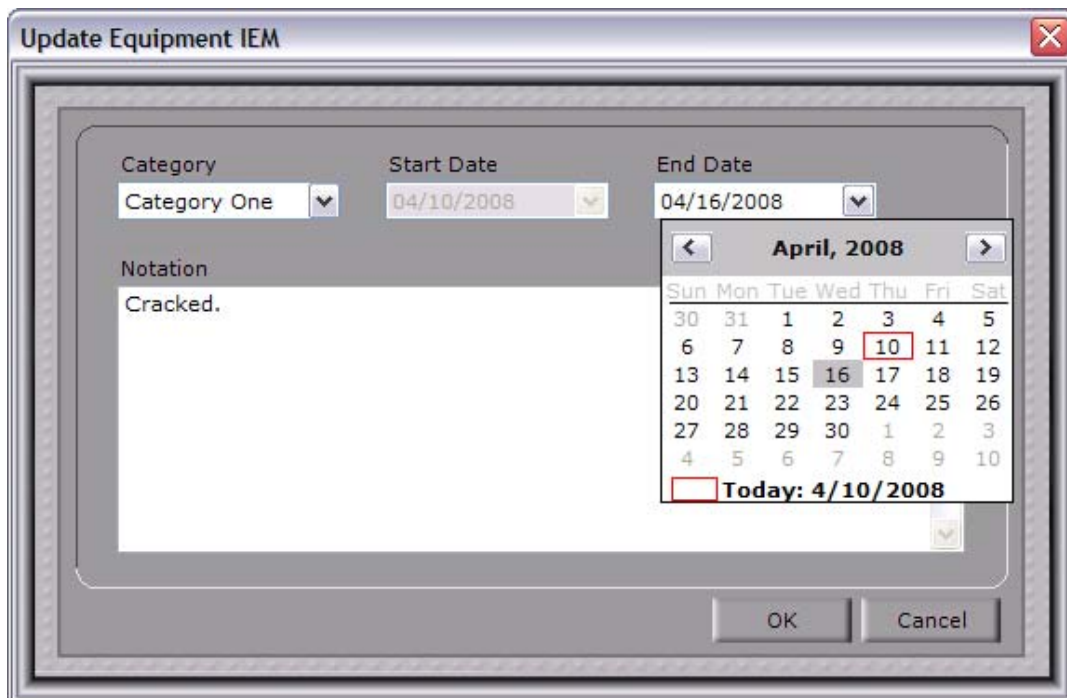 Update Equipment IEM
Category Start Date End Date
Category One 04/10/2008 04/16/2008
April, 2008
Notation
Cracked.
Sun Mon Tue Wed Thu Fri Sat
30 31 1 2 3 4 5
6 7 8 9 10 11 12
13 14 15 16 17 18 19
20 21 22 23 24 25 26
27 28 29 30 1 2 3
4 5 6 7 8 9 10
Today: 4/10/2008
OK Cancel